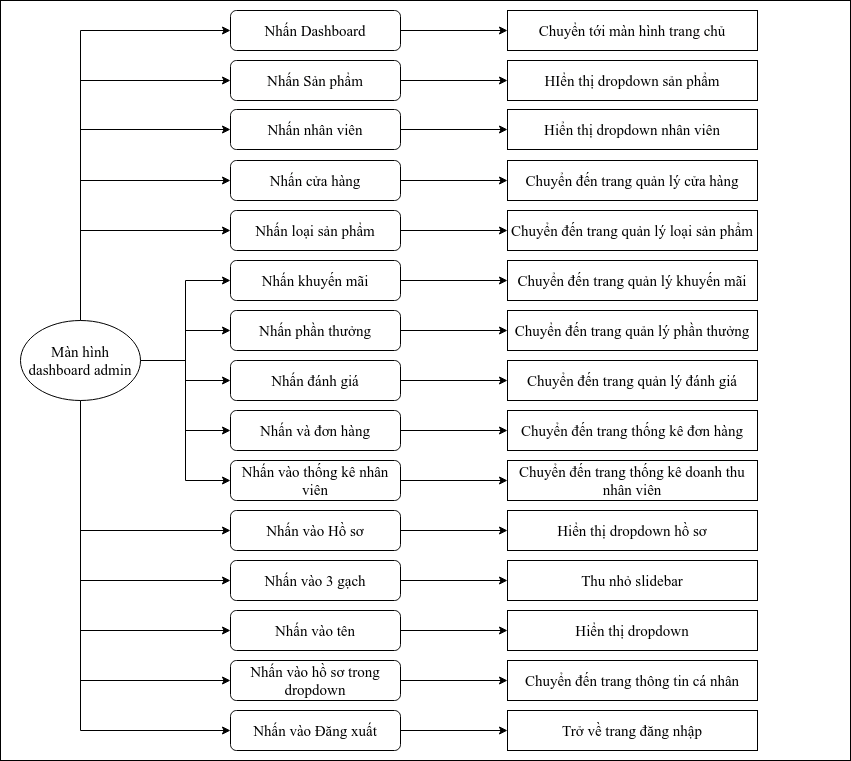 Nhấn Dashboard
Chuyển tới màn hình trang chủ
Nhấn Sản phẩm
HIển thị dropdown sản phẩm
Nhấn nhân viên
Hiển thị dropdown nhân viên
Nhấn cửa hàng
Chuyển đến trang quản lý cửa hàng
Nhấn loại sản phẩm
Chuyển đến trang quản lý loại sản phẩm
Nhấn khuyến mãi
Chuyển đến trang quản lý khuyến mãi
Nhấn phần thưởng
Chuyển đến trang quản lý phần thưởng
Màn hình
dashboard admin
Nhấn đánh giá
Chuyển đến trang quản lý đánh giá
Nhấn và đơn hàng
Chuyển đến trang thống kê đơn hàng
Nhấn vào thống kê nhân
viên
Chuyển đến trang thống kê doanh thu
nhân viên
Nhấn vào Hồ sơ
Hiển thị dropdown hồ sơ
Nhấn vào 3 gạch
Thu nhỏ slidebar
Nhấn vào tên
Hiển thị dropdown
Nhấn vào hồ sơ trong
dropdown
Chuyển đến trang thông tin cá nhân
Nhấn vào Đăng xuất
Trở về trang đăng nhập